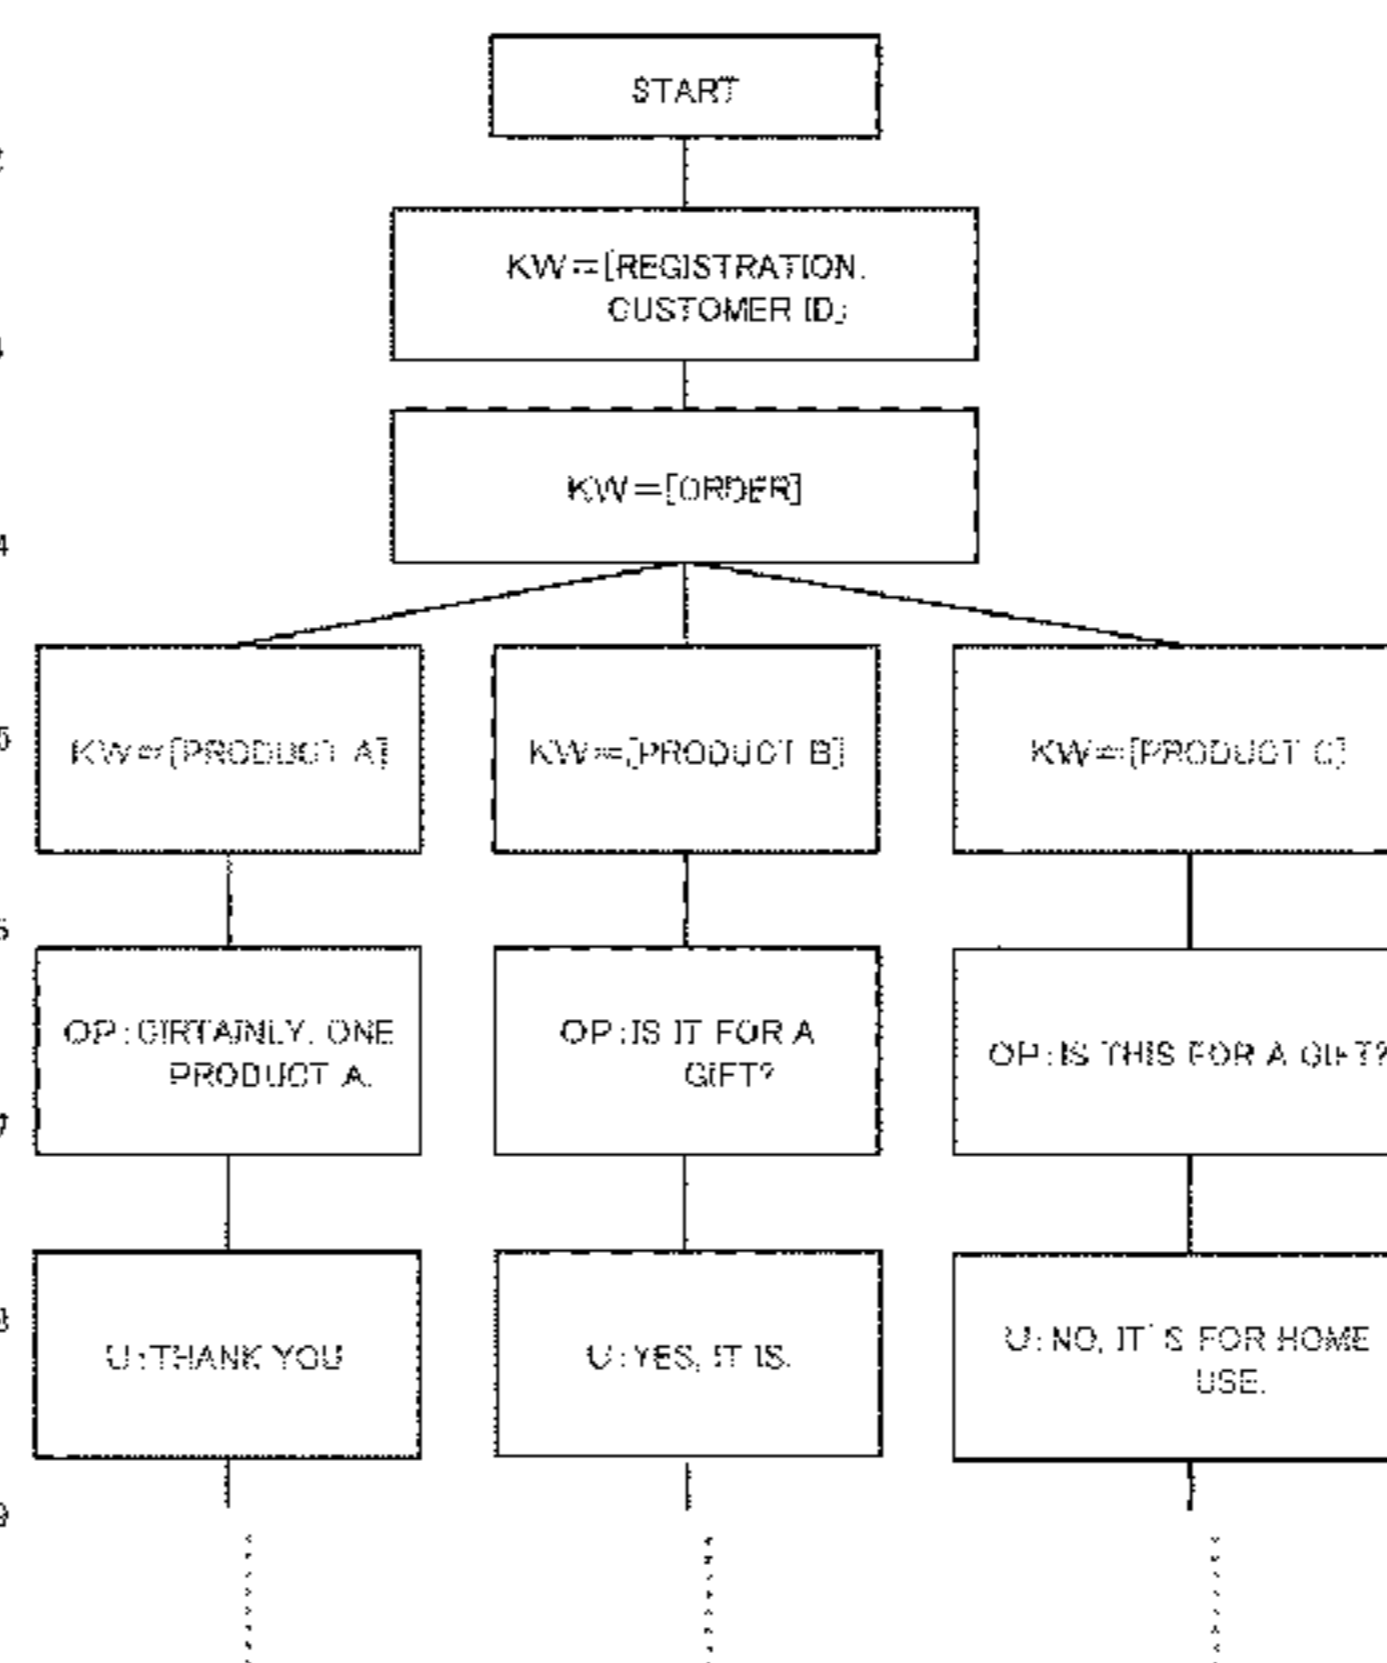 START
KW=[REGISTRATION.
CUSTOMER ID]
KW=[ORDER]
KW=[PRODUCT A]
KW=[PRODUCT B]
KW=[PRODUCT C]
OP:CIRTAINLY. ONE
PRODUCT A.
OP:IS IT FOR A
GIFT?
OP:IS THIS FOR A GIFT?
U:THANK YOU
U:YES, IT IS.
U:NO, IT`S FOR HOME
USE.